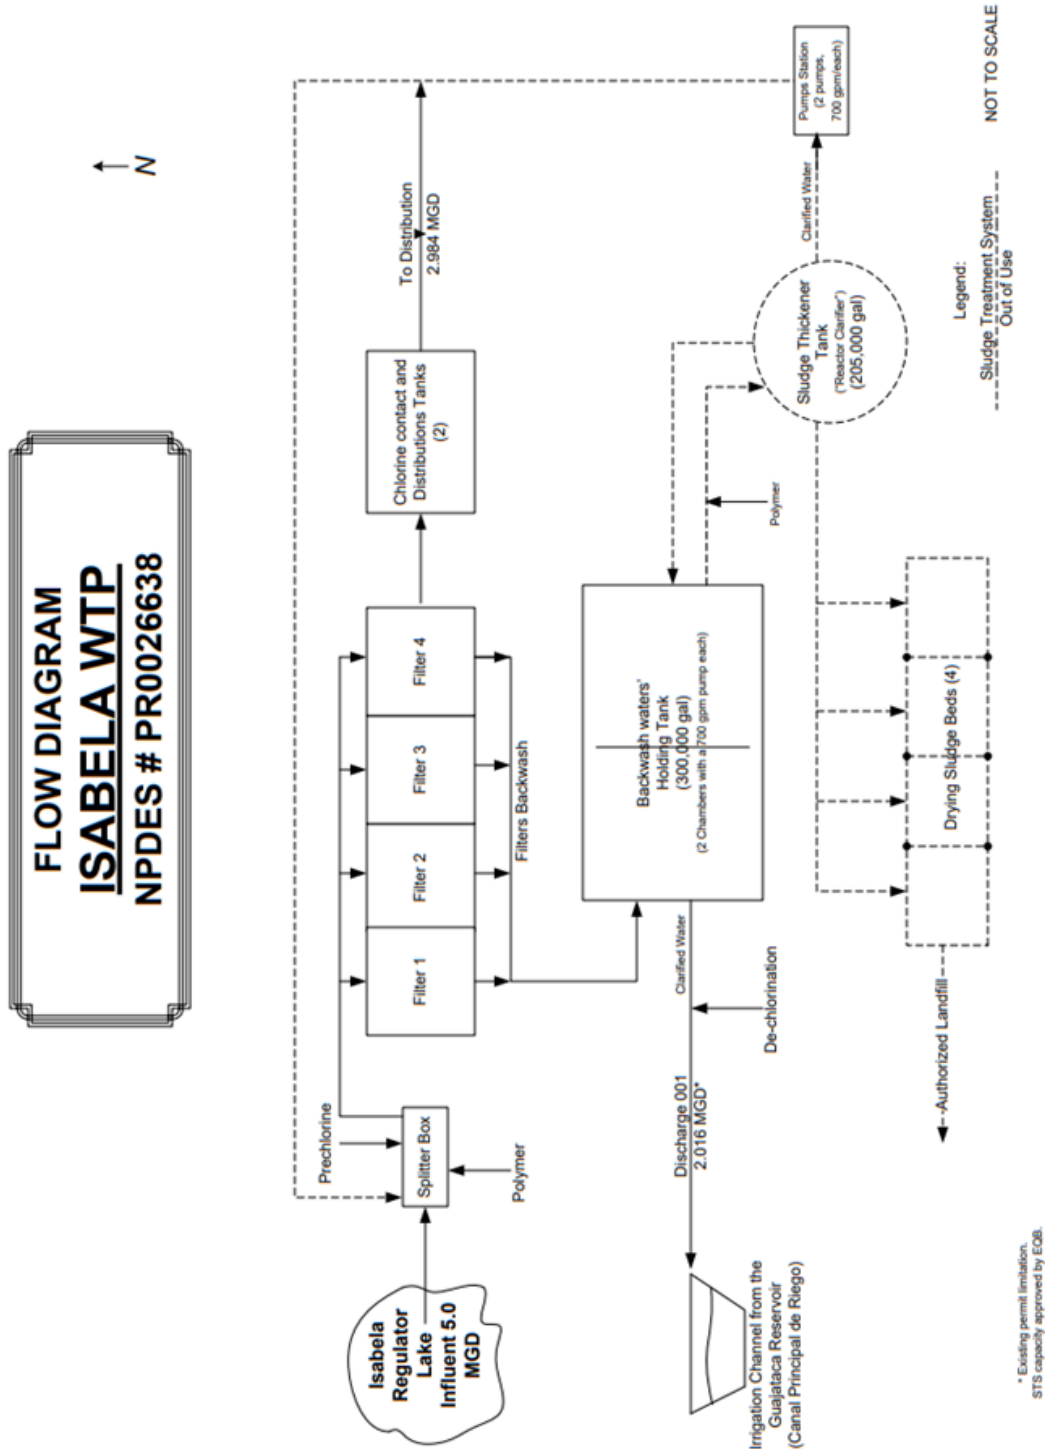 FLOW DIAGRAM
ISABELA WTP
NPDES # PR0026638
N
Isabela
Regulator
Lake
Influent 5.0
MGD
Prechlorine
Splitter Box
Polymer
Filter 1
Filter 2
Filter 3
Filter 4
Filters Backwash
Chlorine contact and
Distributions Tanks
(2)
To Distribution
2.984 MGD
Irrigation Channel from the
Guajataca Reservoir
(Canal Principal de Riego)
Discharge 001
2.016 MGD*
Clarified Water
De-chlorination
Backwash waters'
Holding Tank
(300,000 gal)
(2 Chambers with a 700 gpm pump each)
Polymer
Sludge Thickener
Tank
("Reactor Clarifier")
(205,000 gal)
Clarified Water
Pumps Station
(2 pumps,
700 gpm/each)
Authorized Landfill
Drying Sludge Beds (4)
Legend:
Sludge Treatment System
Out of Use
NOT TO SCALE
* Existing permit limitation.
STS capacity approved by EQB.